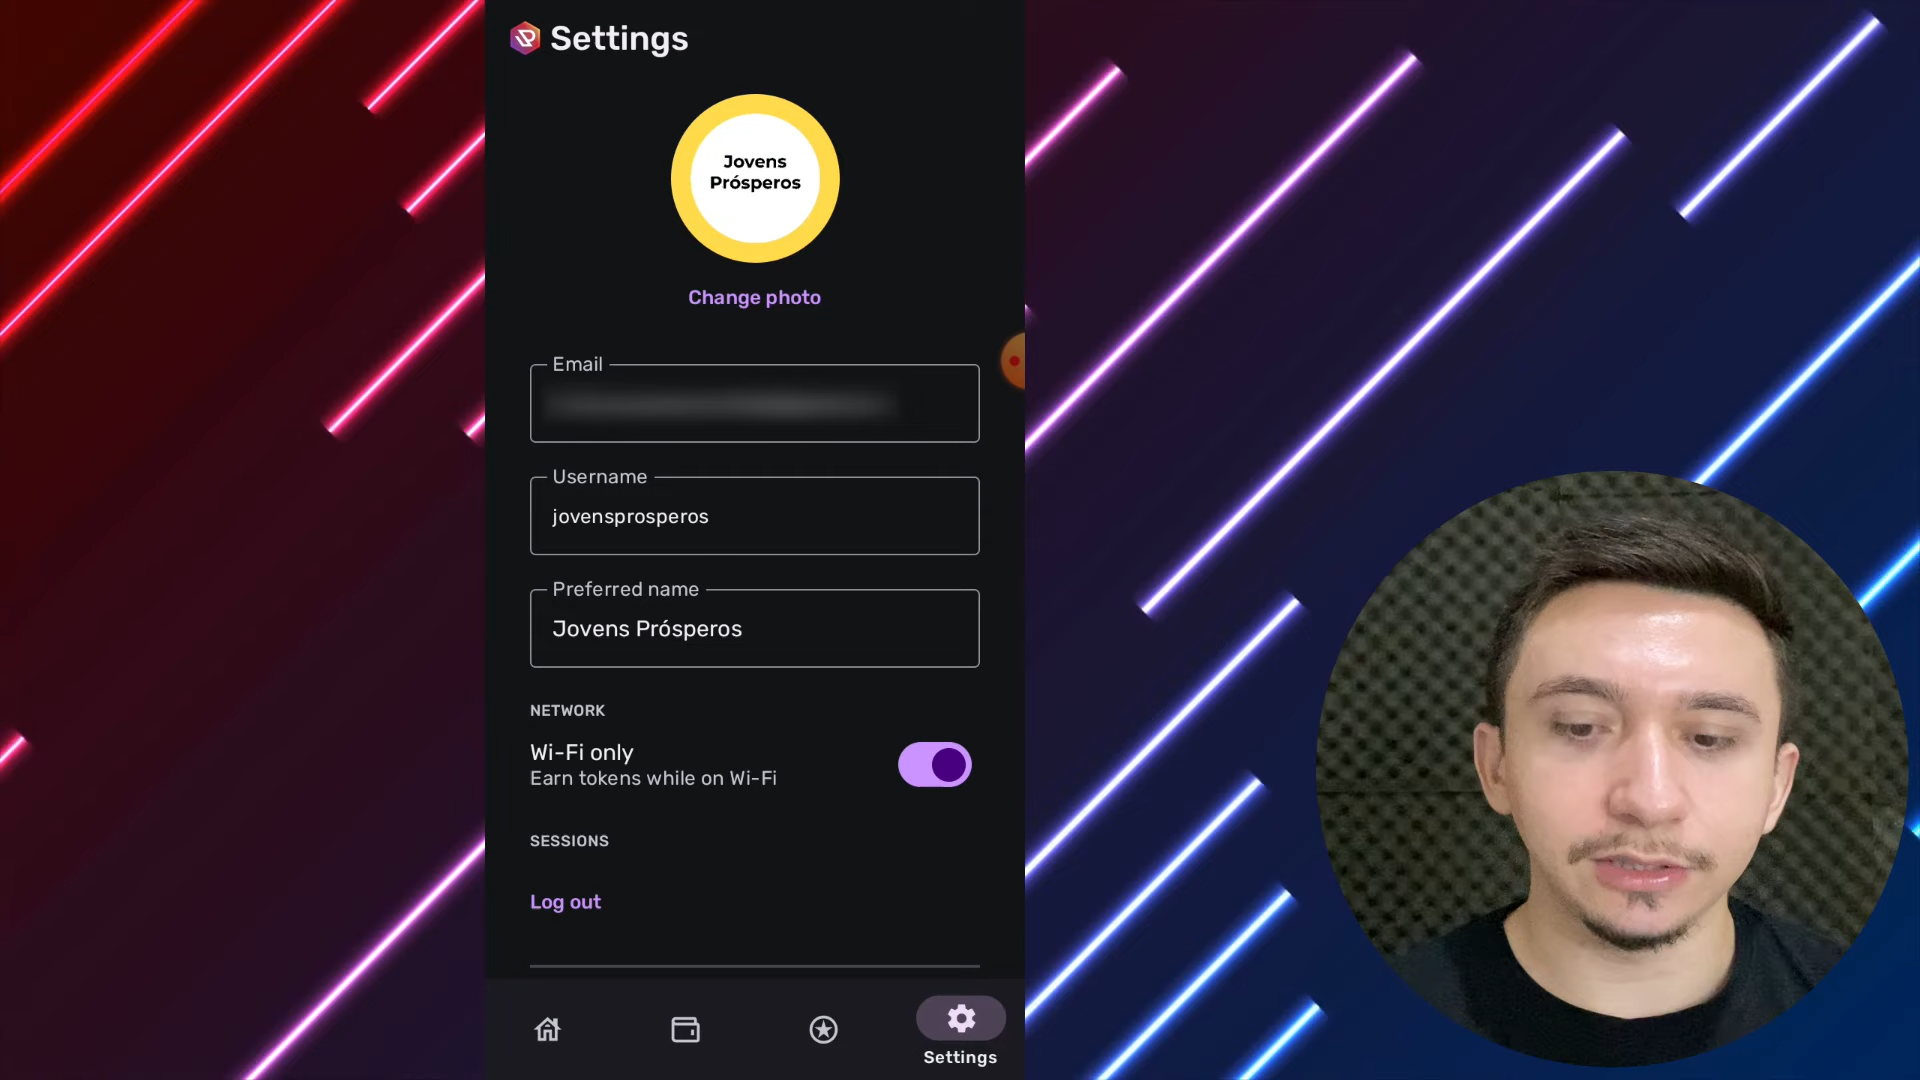 Settings
Jovens
Prósperos
Change photo
Email
Username
jovensprosperos
Preferred name
Jovens Prósperos
NETWORK
Wi-Fi only
Earn tokens while on Wi-Fi
SESSIONS
Log out
Settings